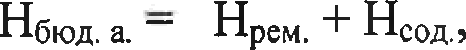 Нбюд. а. = Нрем. + Нсод.,